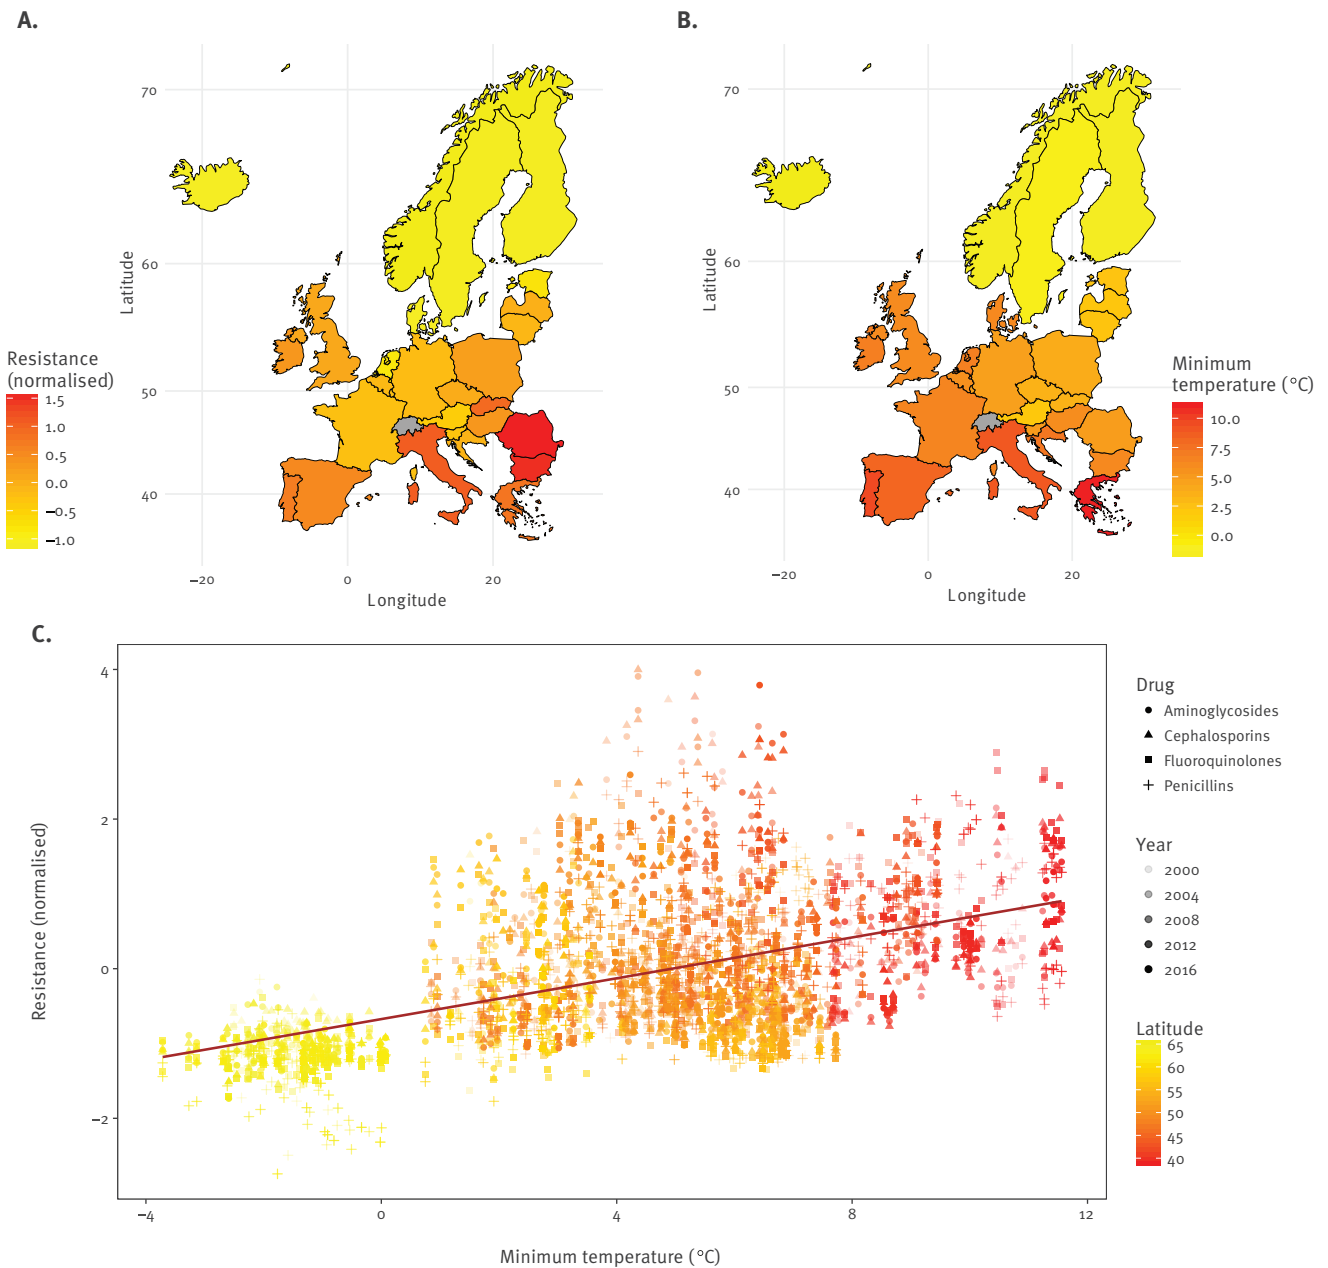 A.
B.
70
60
50
40
Latitude
−20
0
20
Longitude
Resistance
(normalised)
1.5
1.0
0.5
0.0
−0.5
−1.0
70
60
50
40
Latitude
−20
0
20
Longitude
Minimum
temperature (°C)
10.0
7.5
5.0
2.5
0.0
C.
4
2
0
−2
Resistance (normalised)
−4
0
4
8
12
Minimum temperature (°C)
Drug
Aminoglycosides
Cephalosporins
Fluoroquinolones
Penicillins
Year
2000
2004
2008
2012
2016
Latitude
65
60
55
50
45
40